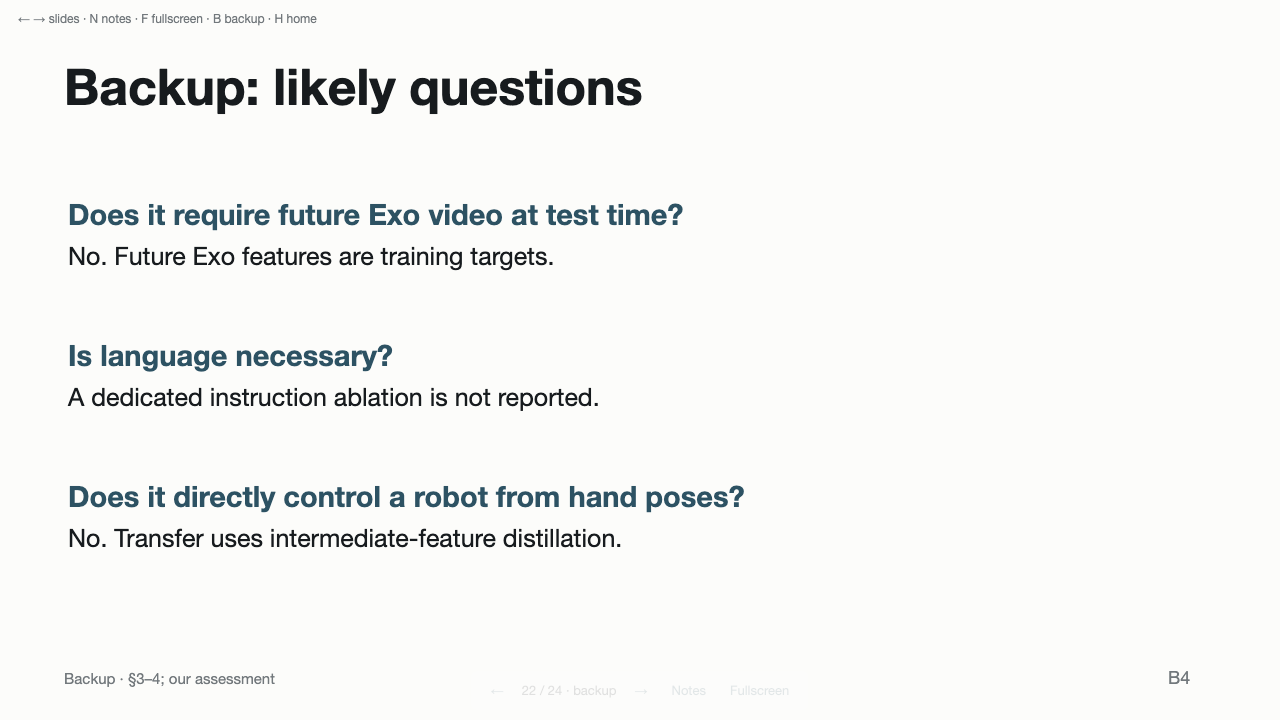 ←→ slides · N notes · F fullscreen · B backup · H home
Backup: likely questions
Does it require future Exo video at test time?
No. Future Exo features are training targets.
Is language necessary?
A dedicated instruction ablation is not reported.
Does it directly control a robot from hand poses?
No. Transfer uses intermediate-feature distillation.
Backup · §3–4; our assessment
B4
← 22 / 24 · backup → Notes Fullscreen